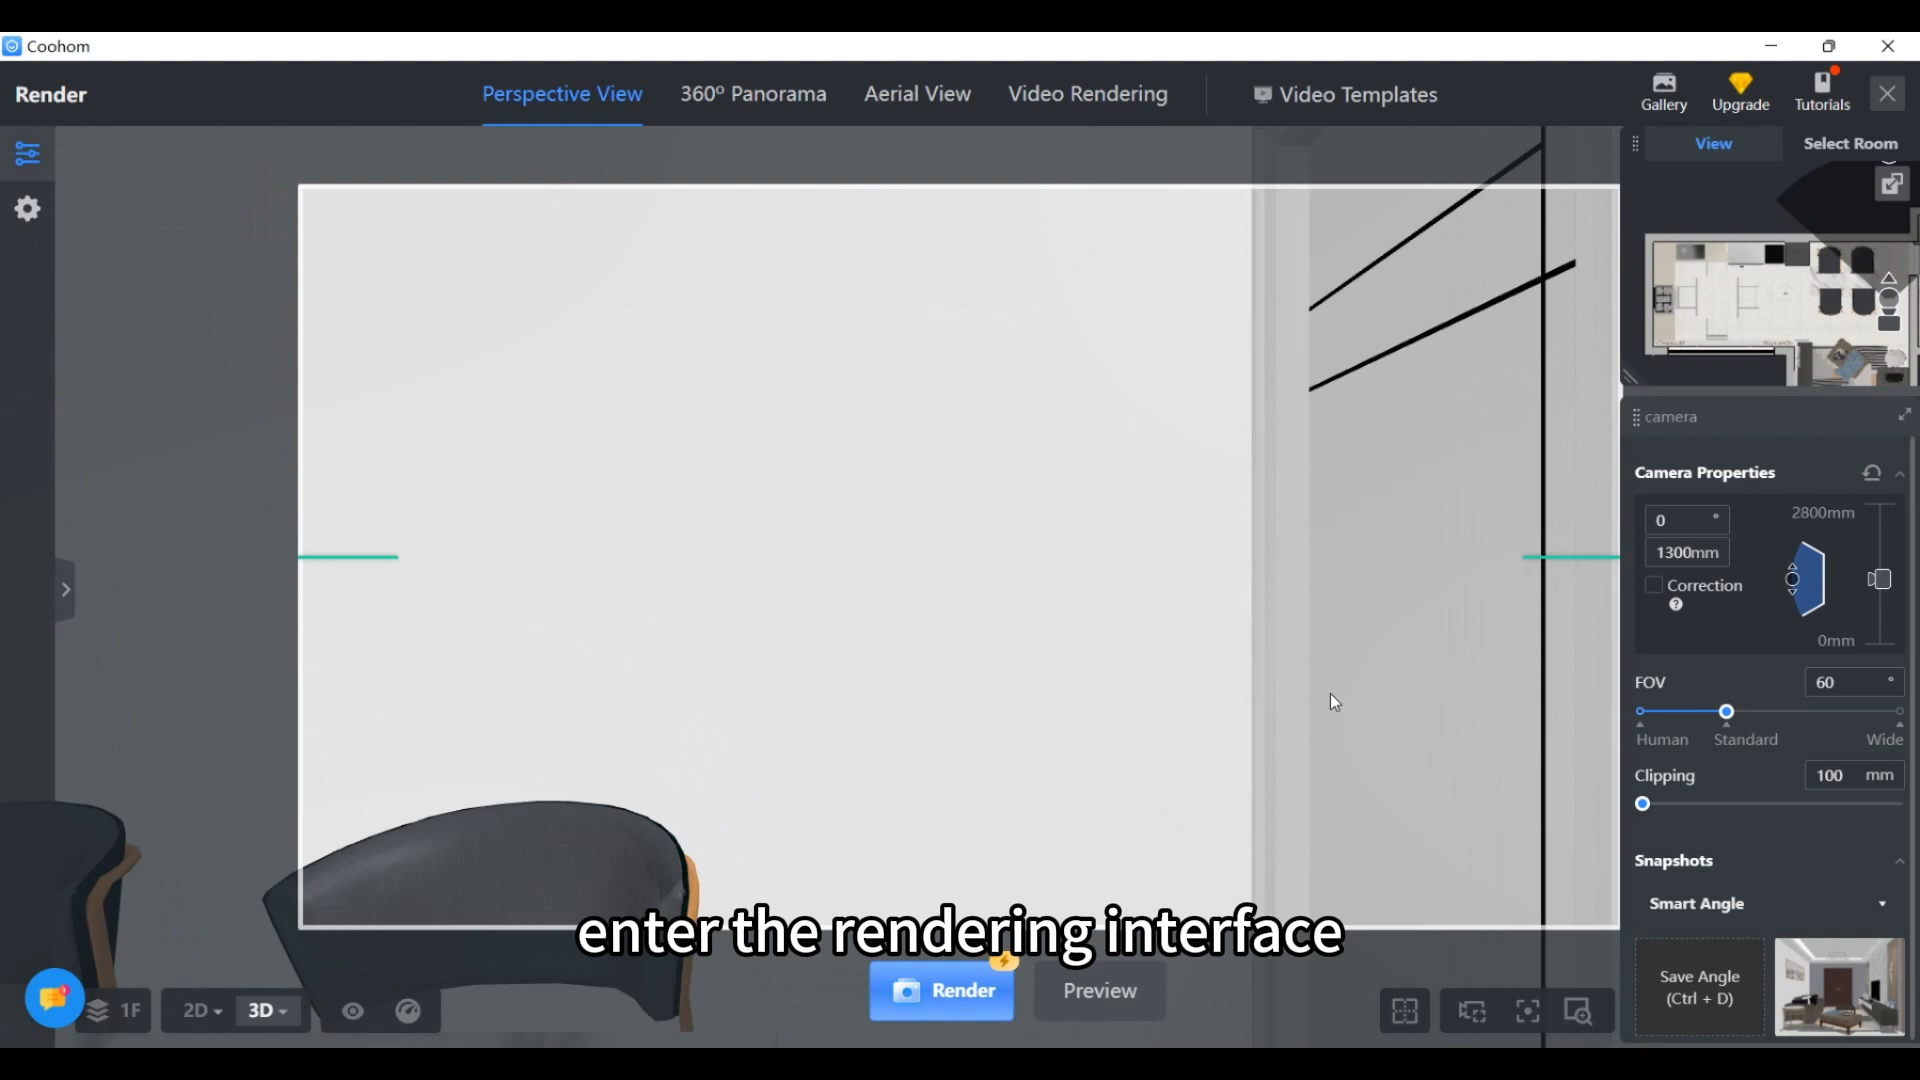 Coohom
Render
Perspective View
360° Panorama
Aerial View
Video Rendering
Video Templates
Gallery
Upgrade
Tutorials
View
Select Room
camera
Camera Properties
0 °
2800mm
1300mm
Correction
?
0mm
FOV
60 °
Human
Standard
Wide
Clipping
100 mm
Snapshots
Smart Angle
enter the rendering interface
Save Angle
(Ctrl + D)
1F
2D
3D
Render
Preview